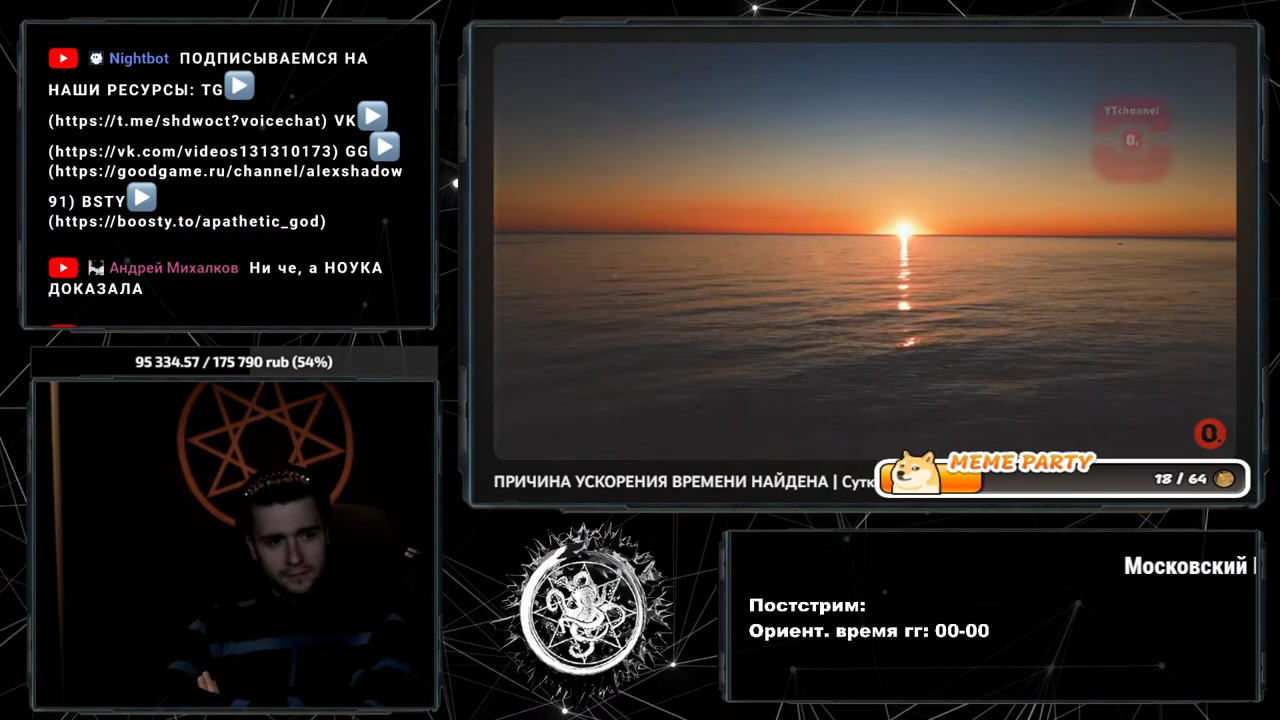 Nightbot ПОДПИСЫВАЕМСЯ НА
НАШИ РЕСУРСЫ: TG
(https://t.me/shdwoct?voicechat) VK
(https://vk.com/videos131310173) GG
(https://goodgame.ru/channel/alexshadow
91) BSTY
(https://boosty.to/apathetic_god)
Андрей Михалков Ни че, а НОУКА
ДОКАЗАЛА
95 334.57 / 175 790 rub (54%)
YTchannel
О.
О.
ПРИЧИНА УСКОРЕНИЯ ВРЕМЕНИ НАЙДЕНА | Сутк
MEME PARTY
18 / 64
Московский
Постстрим:
Ориент. время гг: 00-00